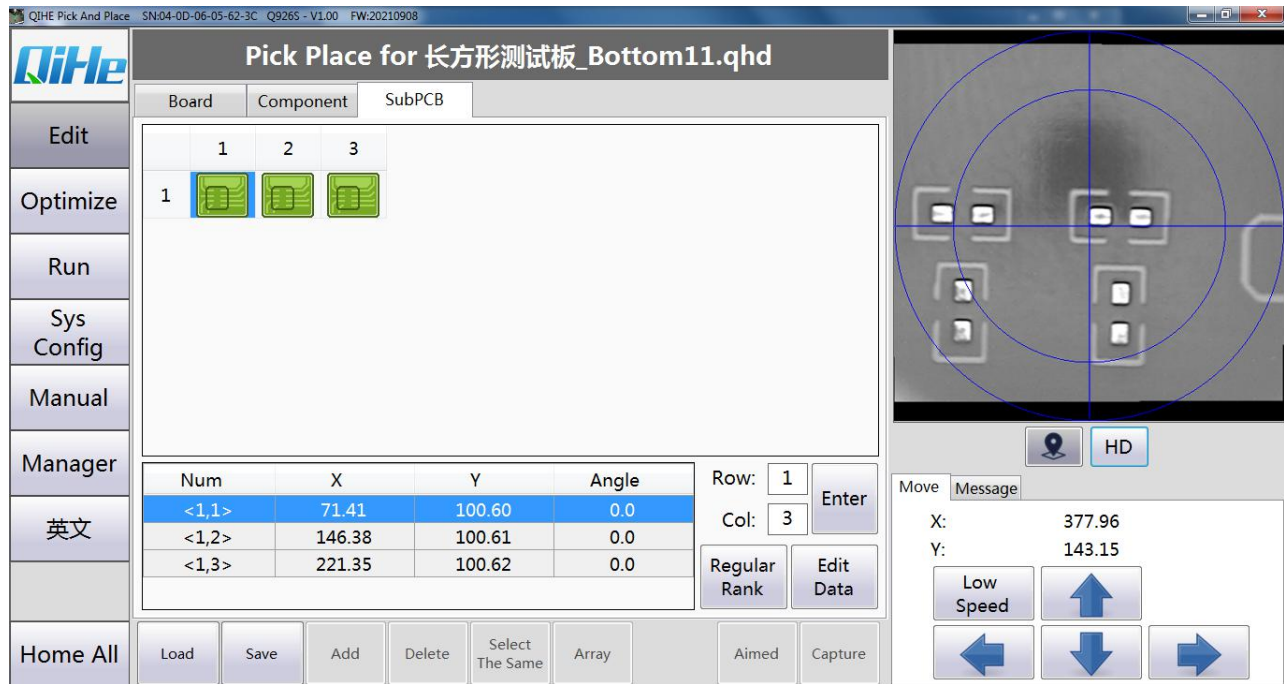 QIHE Pick And Place SN:04-0D-06-05-62-3C Q926S - V1.00 FW:20210908
QiHe
Pick Place for 长方形测试板_Bottom11.qhd
Board Component SubPCB
Edit
Optimize
Run
Sys
Config
Manual
Manager
英文
Home All
1 2 3
1
Num X Y Angle
<1,1> 71.41 100.60 0.0
<1,2> 146.38 100.61 0.0
<1,3> 221.35 100.62 0.0
Row: 1
Col: 3
Enter
Regular
Rank
Edit
Data
Load Save Add Delete Select
The Same Array Aimed Capture
HD
Move Message
X: 377.96
Y: 143.15
Low
Speed